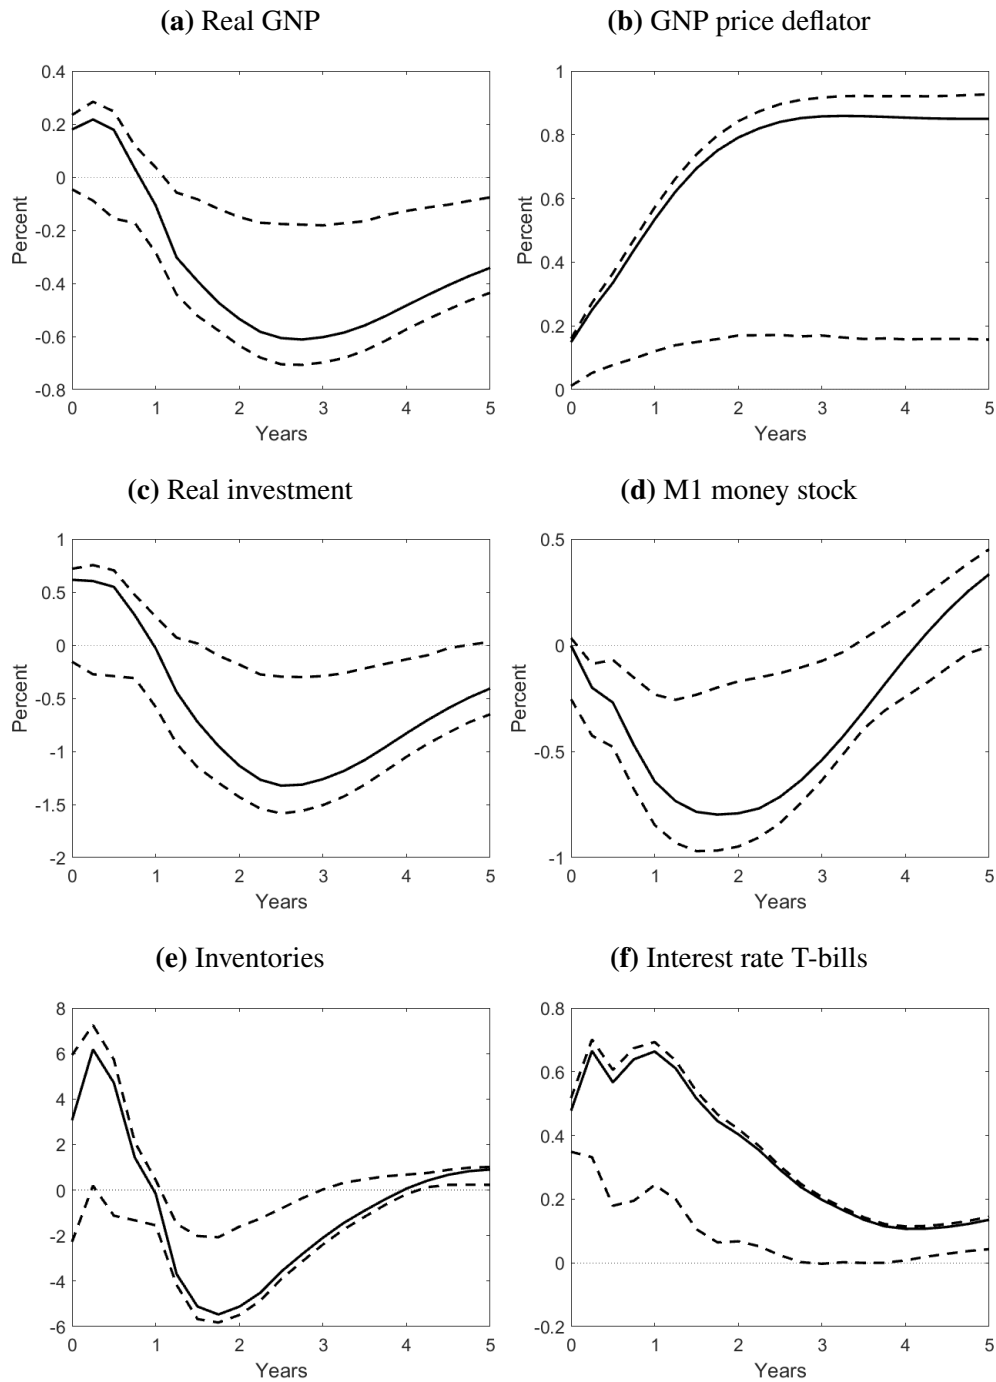 (a) Real GNP
0.4
0.2
0
-0.2
-0.4
-0.6
-0.8
Percent
0 1 2 3 4 5
Years
(b) GNP price deflator
1
0.8
0.6
0.4
0.2
0
Percent
0 1 2 3 4 5
Years
(c) Real investment
1
0.5
0
-0.5
-1
-1.5
-2
Percent
0 1 2 3 4 5
Years
(d) M1 money stock
0.5
0
-0.5
-1
Percent
0 1 2 3 4 5
Years
(e) Inventories
8
6
4
2
0
-2
-4
-6
0 1 2 3 4 5
Years
(f) Interest rate T-bills
0.8
0.6
0.4
0.2
0
-0.2
0 1 2 3 4 5
Years